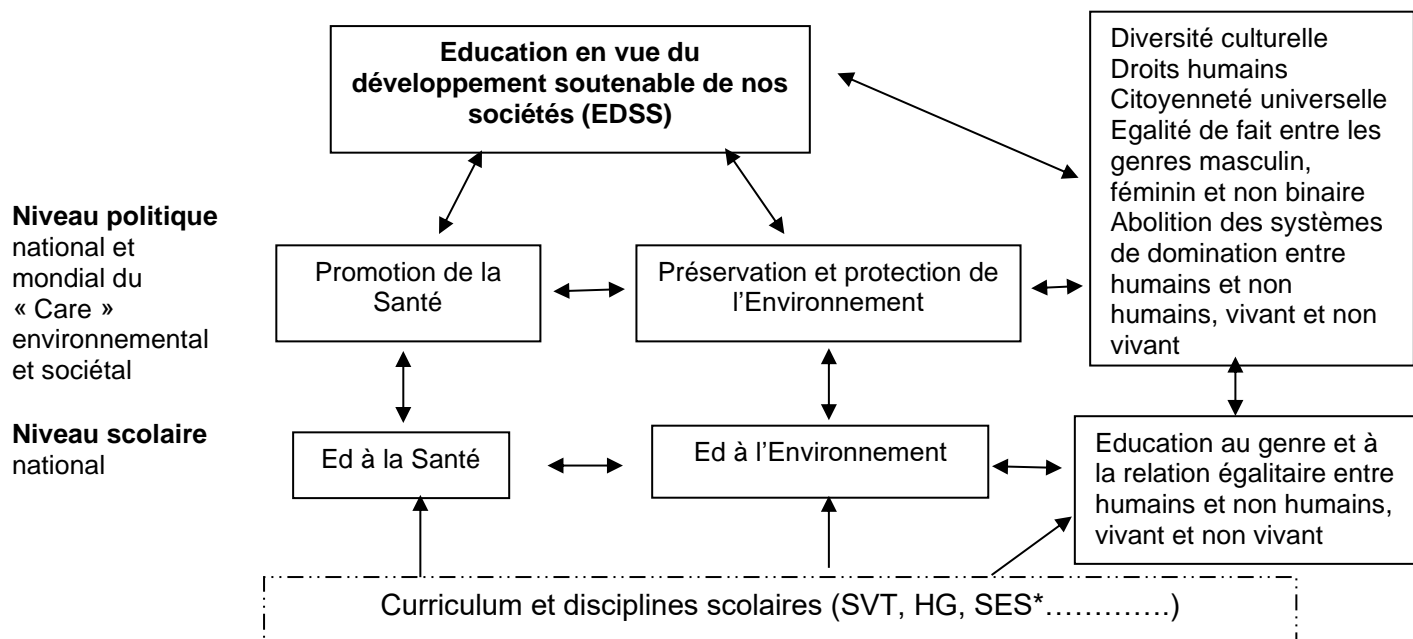 Education en vue du
développement soutenable de nos
sociétés (EDSS)
Diversité culturelle
Droits humains
Citoyenneté universelle
Egalité de fait entre les
genres masculin,
féminin et non binaire
Abolition des systèmes
de domination entre
humains et non
humains, vivant et non
vivant
Niveau politique
national et
mondial du
« Care »
environnemental
et sociétal
Promotion de la
Santé
Préservation et protection de
l’Environnement
Niveau scolaire
national
Ed à la Santé
Ed à l’Environnement
Education au genre et à
la relation égalitaire entre
humains et non humains,
vivant et non vivant
Curriculum et disciplines scolaires (SVT, HG, SES*………….)